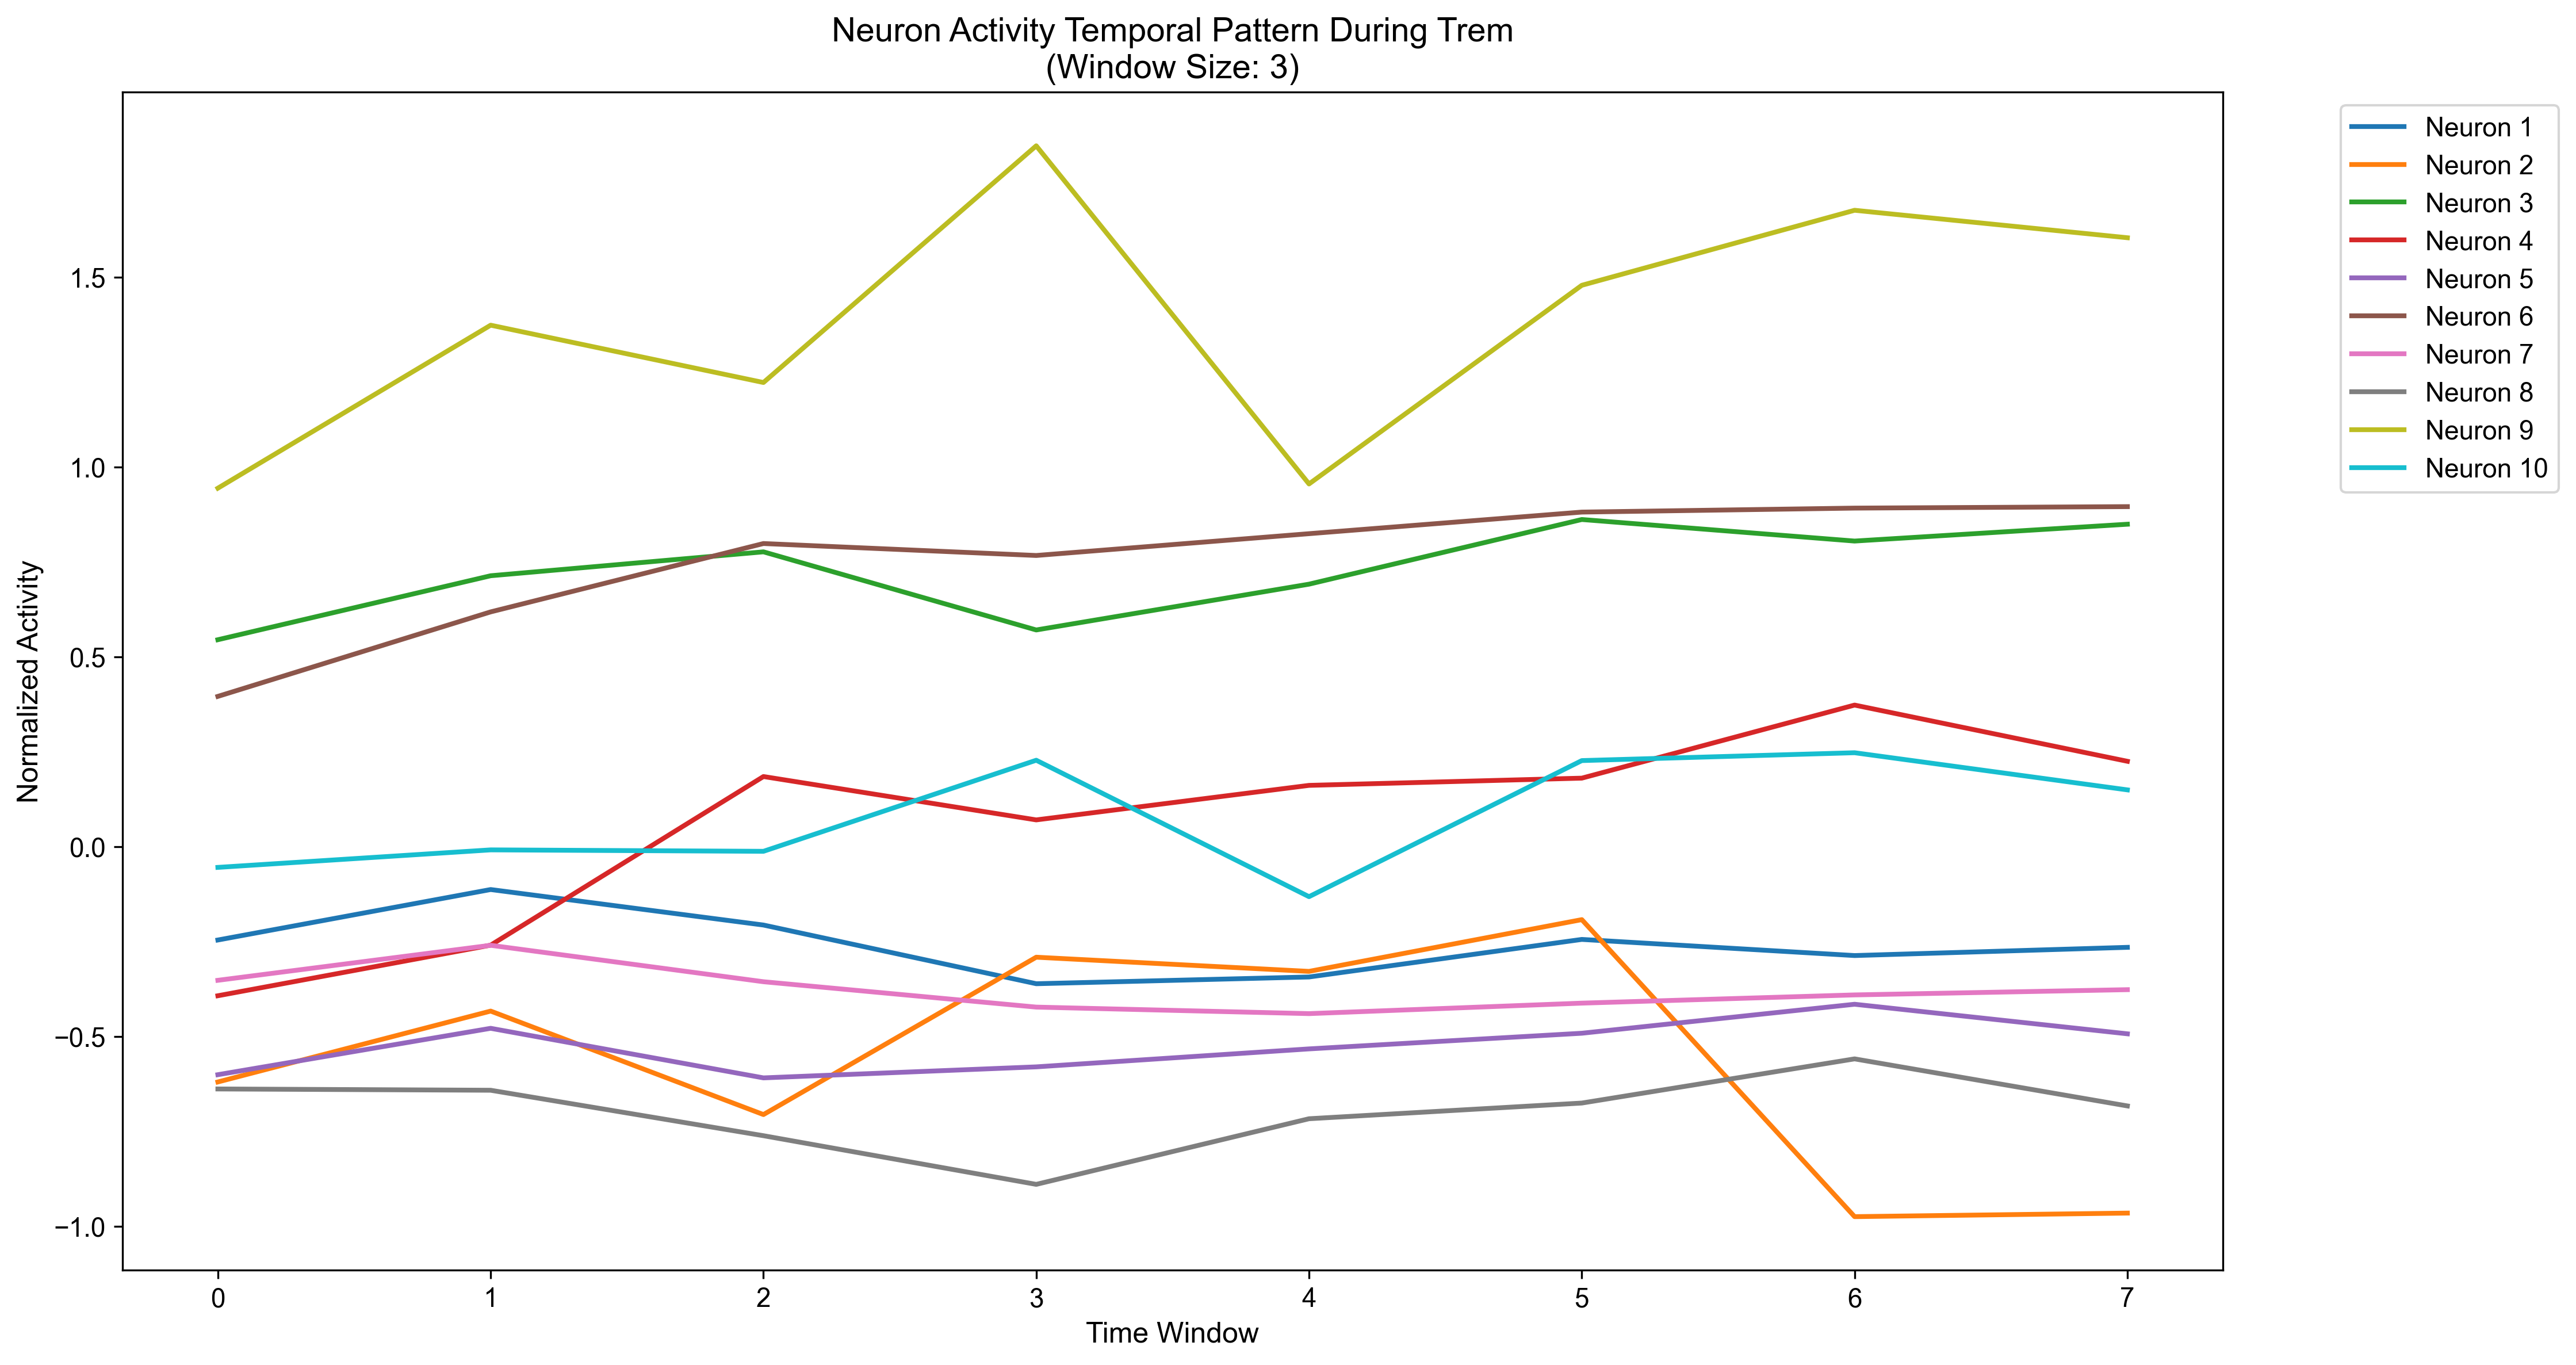 Neuron Activity Temporal Pattern During Trem
(Window Size: 3)
Normalized Activity
1.5
1.0
0.5
0.0
−0.5
−1.0
0 1 2 3 4 5 6 7
Time Window
Neuron 1
Neuron 2
Neuron 3
Neuron 4
Neuron 5
Neuron 6
Neuron 7
Neuron 8
Neuron 9
Neuron 10